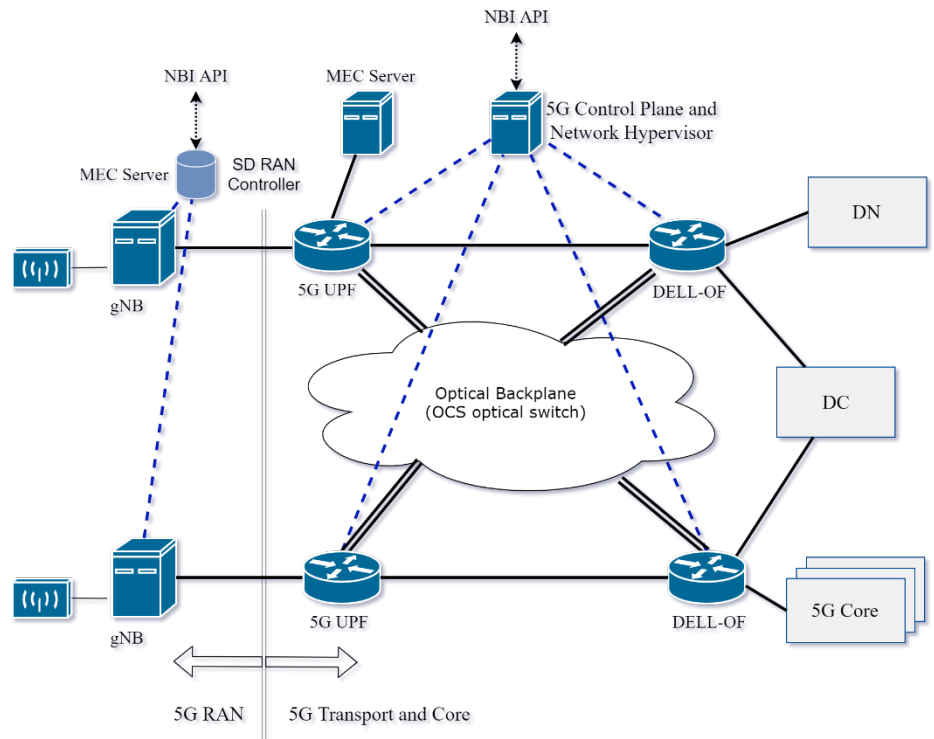 NBI API
MEC Server
NBI API
5G Control Plane and
Network Hypervisor
MEC Server
SD RAN
Controller
DN
gNB
5G UPF
DELL-OF
Optical Backplane
(OCS optical switch)
DC
gNB
5G UPF
DELL-OF
5G Core
5G RAN
5G Transport and Core